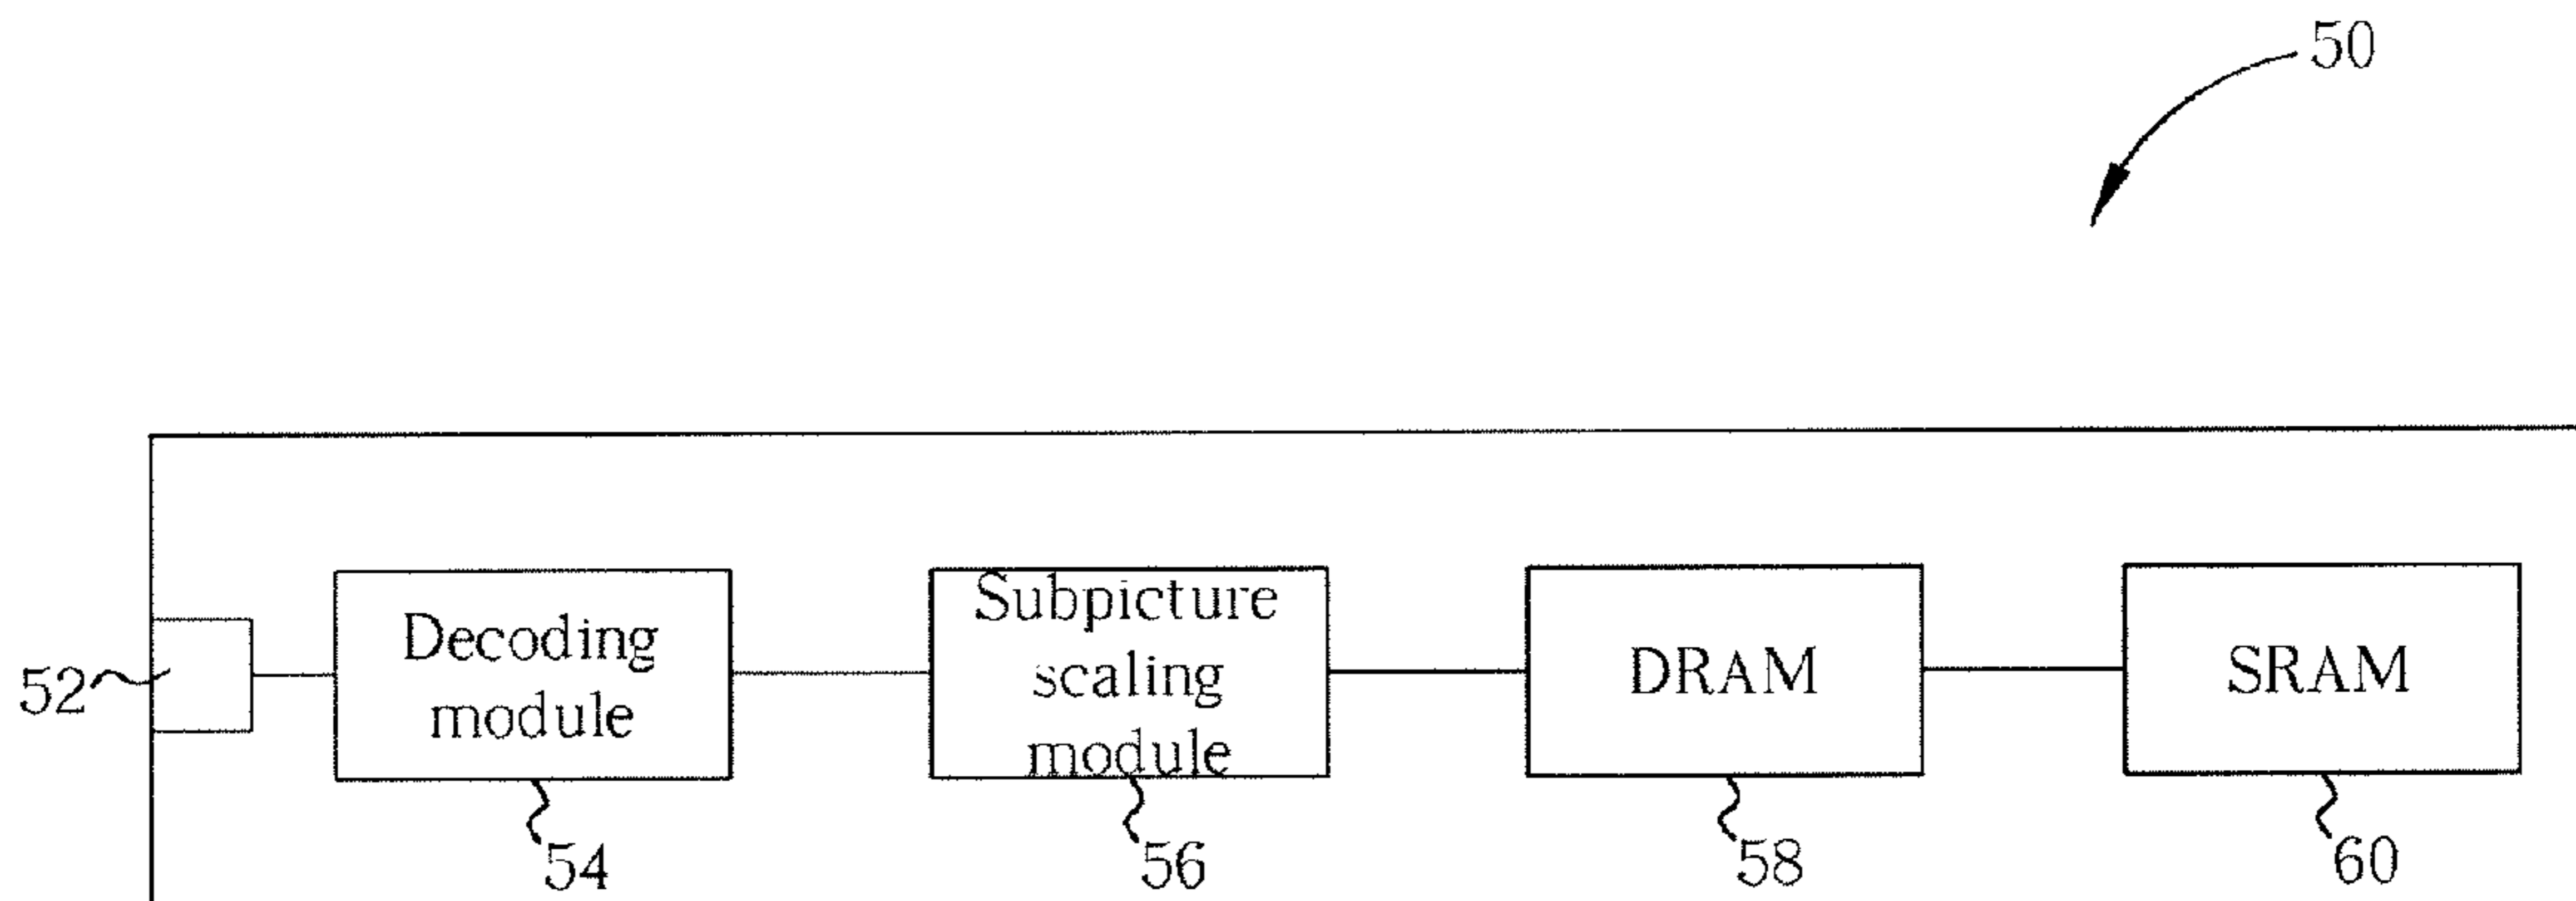 50
Decoding
module
Subpicture
scaling
module
DRAM
SRAM
52
54
56
58
60